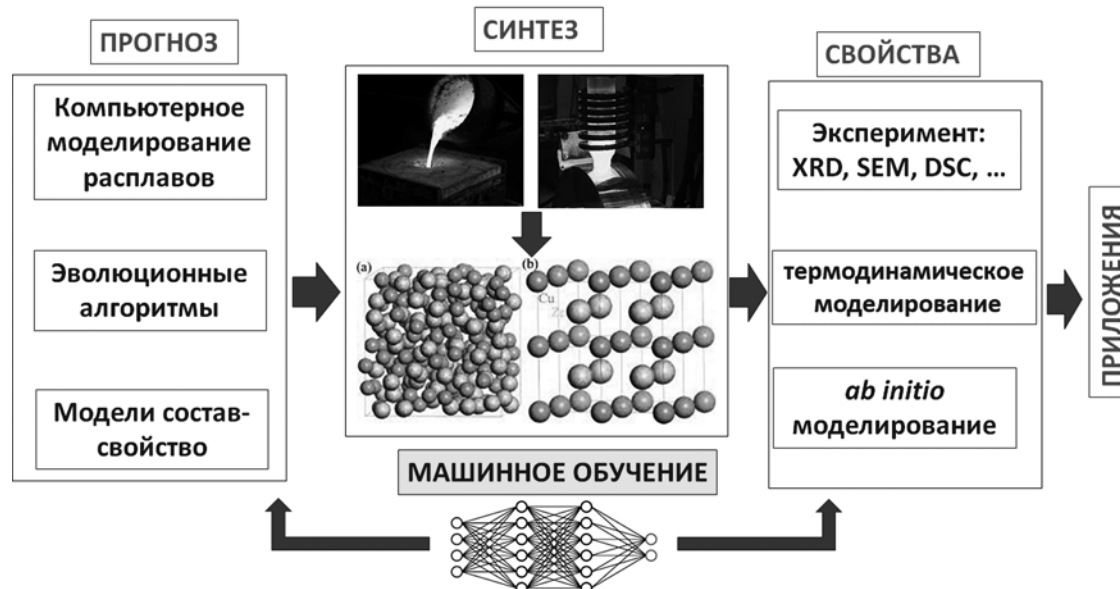 ПРОГНОЗ
Компьютерное
моделирование
расплавов
Эволюционные
алгоритмы
Модели состав-
свойство
СИНТЕЗ
(a)
(b)
Cu
Zr
МАШИННОЕ ОБУЧЕНИЕ
СВОЙСТВА
Эксперимент:
XRD, SEM, DSC, ...
термодинамическое
моделирование
ab initio
моделирование
ПРИЛОЖЕНИЯ